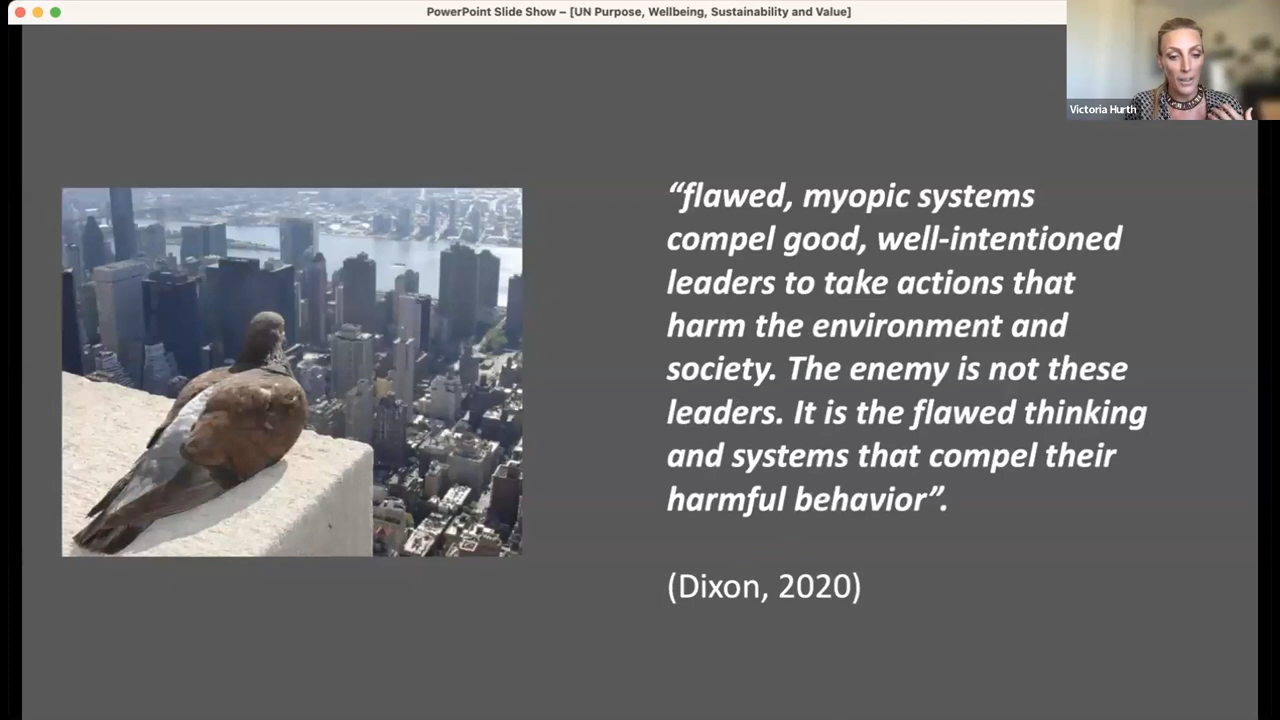 PowerPoint Slide Show – [UN Purpose, Wellbeing, Sustainability and Value]
Victoria Hurth
“flawed, myopic systems
compel good, well-intentioned
leaders to take actions that
harm the environment and
society. The enemy is not these
leaders. It is the flawed thinking
and systems that compel their
harmful behavior”.
(Dixon, 2020)